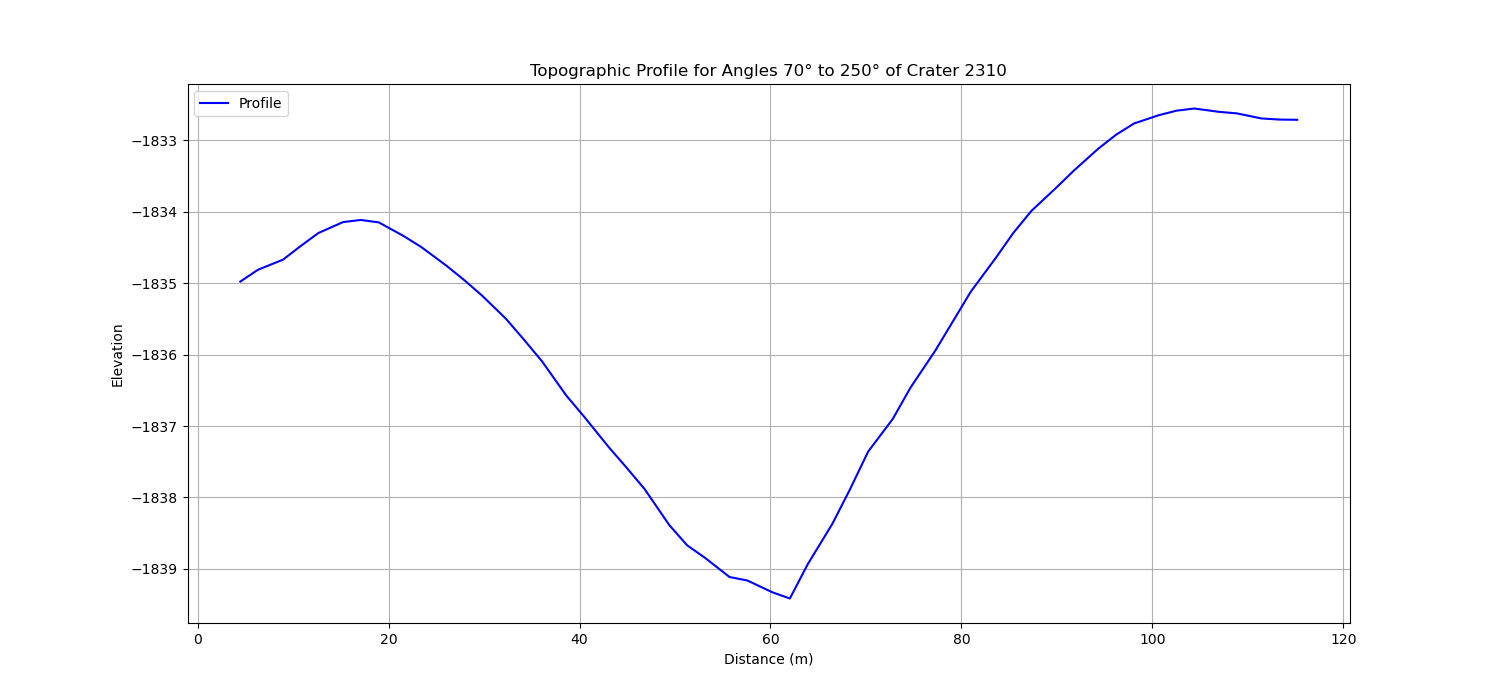 Topographic Profile for Angles 70° to 250° of Crater 2310
Profile
−1833
−1834
−1835
−1836
−1837
−1838
−1839
Elevation
0 20 40 60 80 100 120
Distance (m)